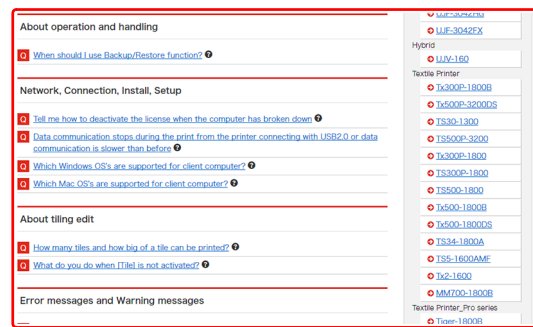 About operation and handling
Q When should I use Backup/Restore function? ?
Network, Connection, Install, Setup
Q Tell me how to deactivate the license when the computer has broken down ?
Q Data communication stops during the print from the printer connecting with USB2.0 or data
communication is slower than before ?
Q Which Windows OS's are supported for client computer? ?
Q Which Mac OS's are supported for client computer? ?
About tiling edit
Q How many tiles and how big of a tile can be printed? ?
Q What do you do when [Tile] is not activated? ?
Error messages and Warning messages
UJF-3042HG
UJF-3042FX
Hybrid
UJV-160
Textile Printer
Tx300P-1800B
Tx500P-3200DS
TS30-1300
TS500P-3200
Tx300P-1800
TS300P-1800
TS500-1800
Tx500-1800B
Tx500-1800DS
TS34-1800A
TS5-1600AMF
Tx2-1600
MM700-1800B
Textile Printer_Pro series
Tiger-1800B